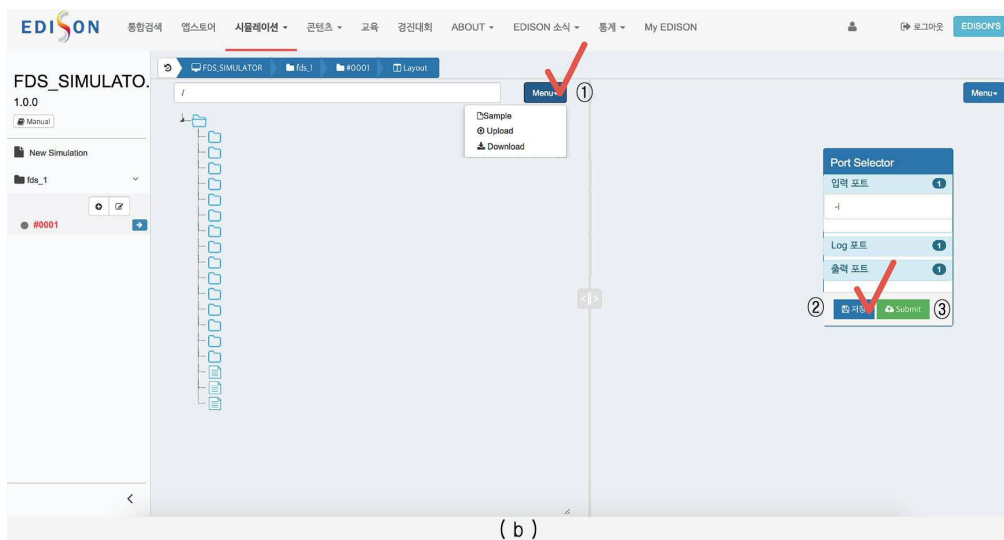 EDISON 통합검색 앱스토어 시뮬레이션 콘텐츠 교육 경진대회 ABOUT EDISON 소식 통계 My EDISON 로그아웃 EDISON'S
FDS_SIMULATO.
1.0.0
Manual
New Simulation
fds_1
#0001
FDS_SIMULATOR fds_1 #0001 Layout
/
Menu ①
Sample
Upload
Download
Menu
Port Selector
입력 포트 1
-i
Log 포트 1
출력 포트 1
② 저장 Submit ③
(b)